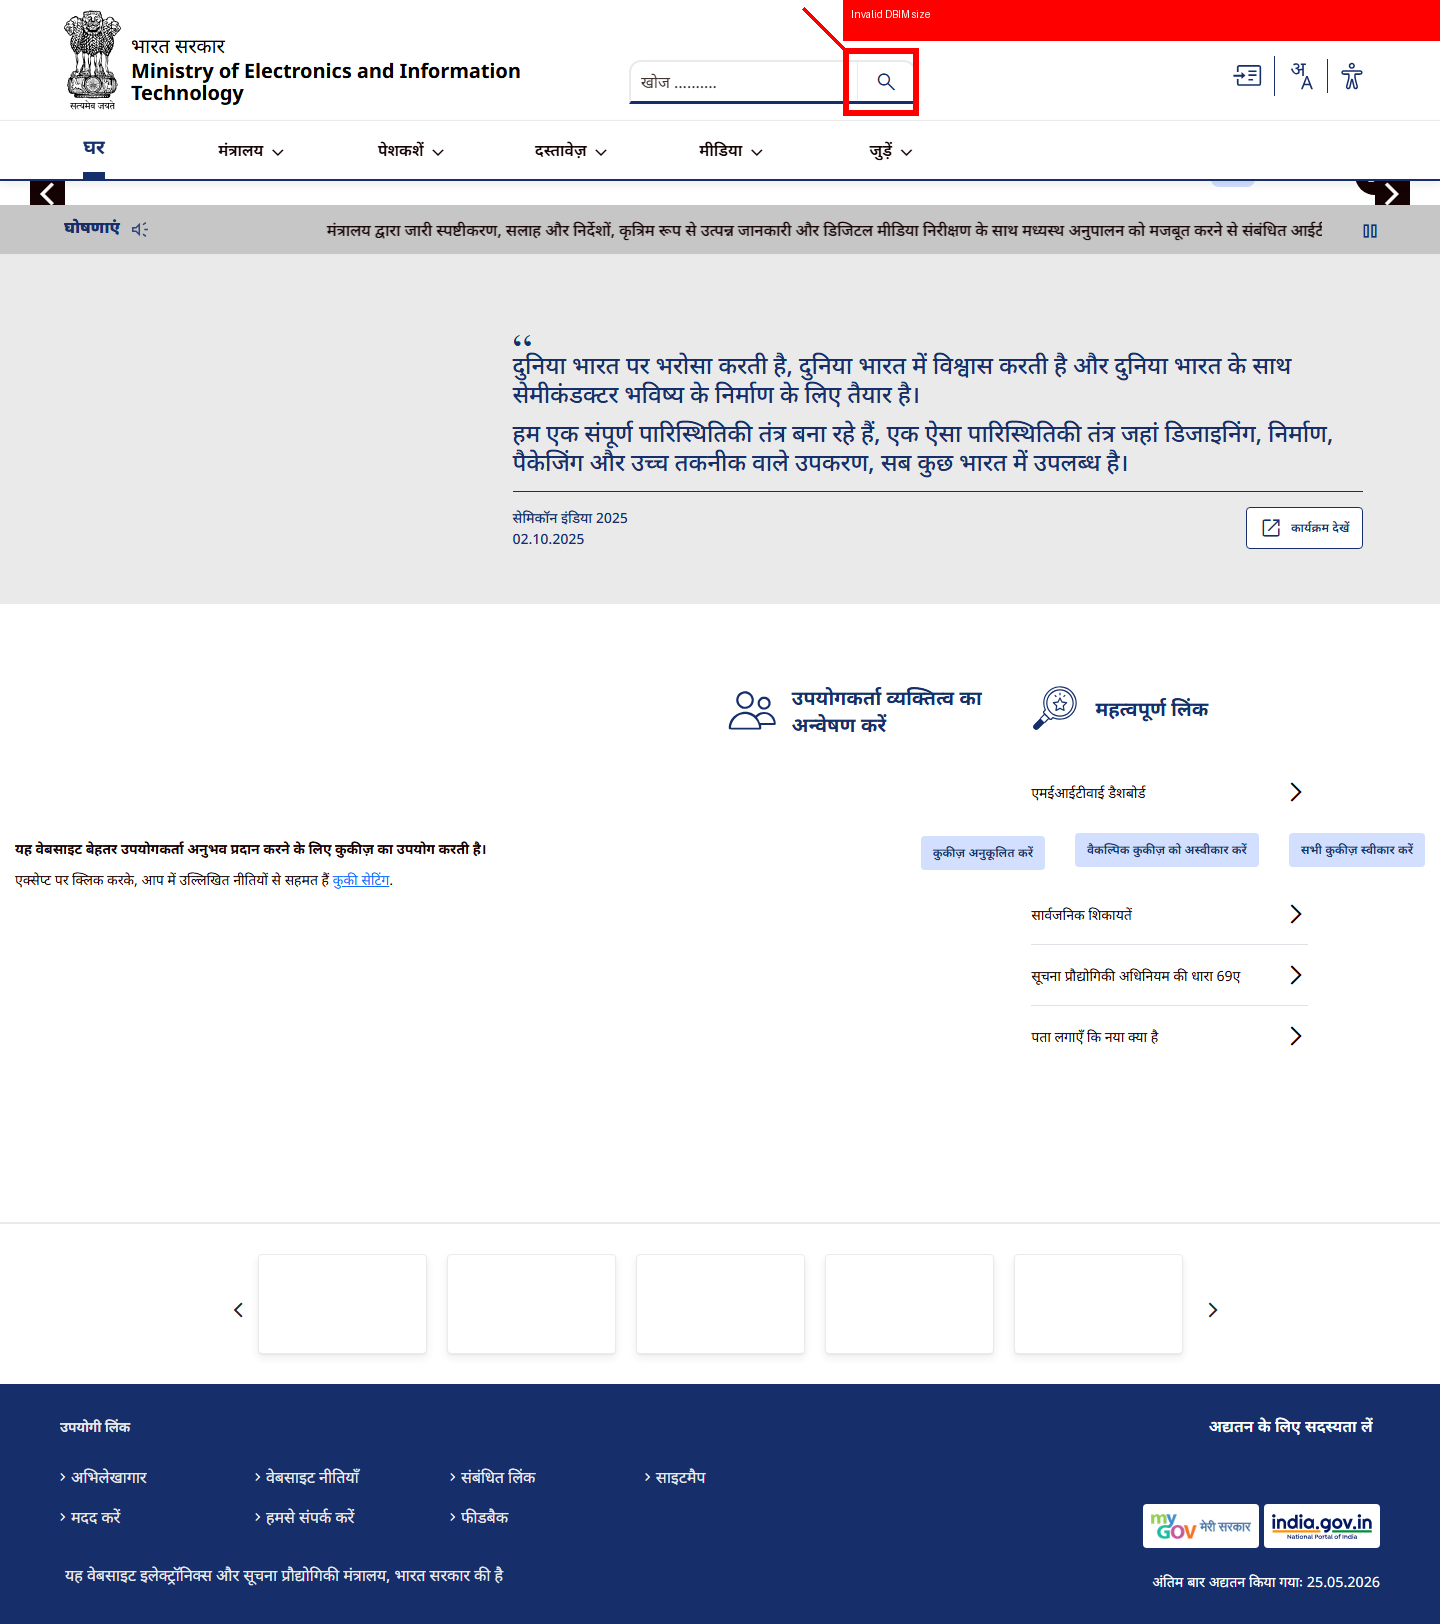 Invalid DBIM size
सत्यमेव जयते
भारत सरकार
Ministry of Electronics and Information
Technology
खोज ..........
अ
A
घर
मंत्रालय
पेशकशें
दस्तावेज़
मीडिया
जुड़ें
घोषणाएं
मंत्रालय द्वारा जारी स्पष्टीकरण, सलाह और निर्देशों, कृत्रिम रूप से उत्पन्न जानकारी और डिजिटल मीडिया निरीक्षण के साथ मध्यस्थ अनुपालन को मजबूत करने से संबंधित
“
दुनिया भारत पर भरोसा करती है, दुनिया भारत में विश्वास करती है और दुनिया भारत के साथ
सेमीकंडक्टर भविष्य के निर्माण के लिए तैयार है।
हम एक संपूर्ण पारिस्थितिकी तंत्र बना रहे हैं, एक ऐसा पारिस्थितिकी तंत्र जहां डिजाइनिंग, निर्माण,
पैकेजिंग और उच्च तकनीक वाले उपकरण, सब कुछ भारत में उपलब्ध है।
सेमिकॉन इंडिया 2025
02.10.2025
कार्यक्रम देखें
उपयोगकर्ता व्यक्तित्व का
अन्वेषण करें
महत्वपूर्ण लिंक
एमईआईटीवाई डैशबोर्ड
यह वेबसाइट बेहतर उपयोगकर्ता अनुभव प्रदान करने के लिए कुकीज़ का उपयोग करती है।
एक्सेप्ट पर क्लिक करके, आप में उल्लिखित नीतियों से सहमत हैं कुकी सेटिंग.
कुकीज़ अनुकूलित करें
वैकल्पिक कुकीज़ को अस्वीकार करें
सभी कुकीज़ स्वीकार करें
सार्वजनिक शिकायतें
सूचना प्रौद्योगिकी अधिनियम की धारा 69ए
पता लगाएँ कि नया क्या है
उपयोगी लिंक
अद्यतन के लिए सदस्यता लें
अभिलेखागार
वेबसाइट नीतियाँ
संबंधित लिंक
साइटमैप
मदद करें
हमसे संपर्क करें
फीडबैक
my
GOV मेरी सरकार
india.gov.in
National Portal of India
यह वेबसाइट इलेक्ट्रॉनिक्स और सूचना प्रौद्योगिकी मंत्रालय, भारत सरकार की है
अंतिम बार अद्यतन किया गयाः 25.05.2026